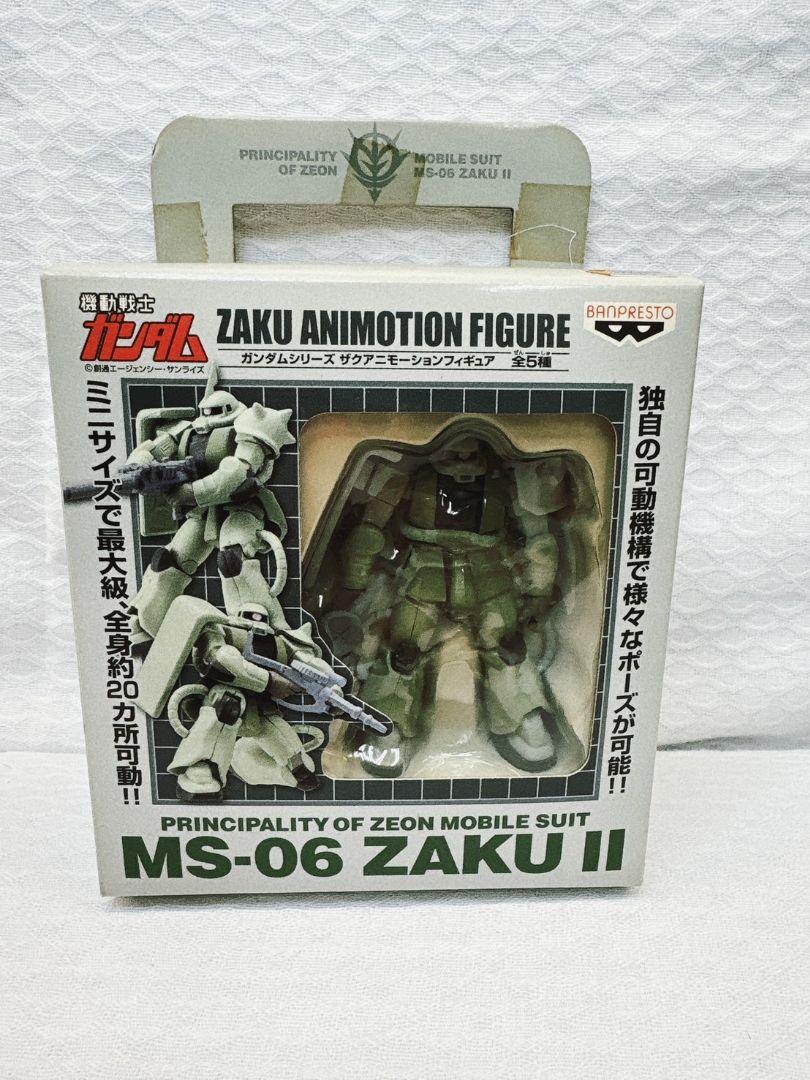 PRINCIPALITY OF ZEON
MOBILE SUIT MS-06 ZAKU II
機動戦士
ガンダム
©創通エージェンシー・サンライズ
ZAKU ANIMOTION FIGURE
ガンダムシリーズ ザクアニモーションフィギュア 全5種
ぜん しゅ
BANPRESTO
ミニサイズで最大級、全身約20カ所可動!!
独自の可動機構で様々なポーズが可能!!
PRINCIPALITY OF ZEON MOBILE SUIT
MS-06 ZAKU II